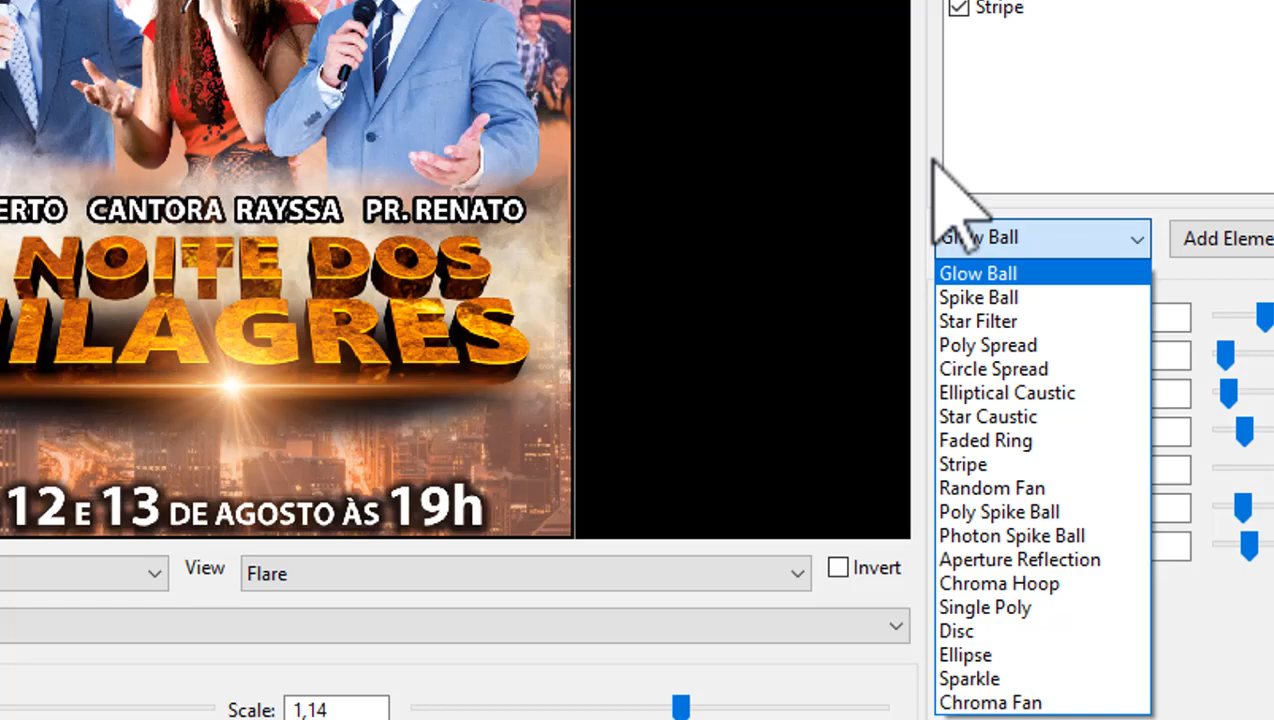 Stripe
ERTO CANTORA RAYSSA PR. RENATO
NOITE DOS
ILAGRES
12 E 13 DE AGOSTO ÀS 19h
View Flare Invert
Scale: 1,14
Glow Ball
Add Eleme
Glow Ball
Spike Ball
Star Filter
Poly Spread
Circle Spread
Elliptical Caustic
Star Caustic
Faded Ring
Stripe
Random Fan
Poly Spike Ball
Photon Spike Ball
Aperture Reflection
Chroma Hoop
Single Poly
Disc
Ellipse
Sparkle
Chroma Fan